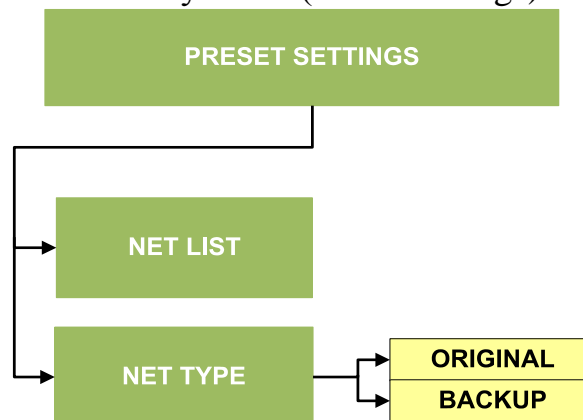 PRESET SETTINGS
NET LIST
NET TYPE
ORIGINAL
BACKUP